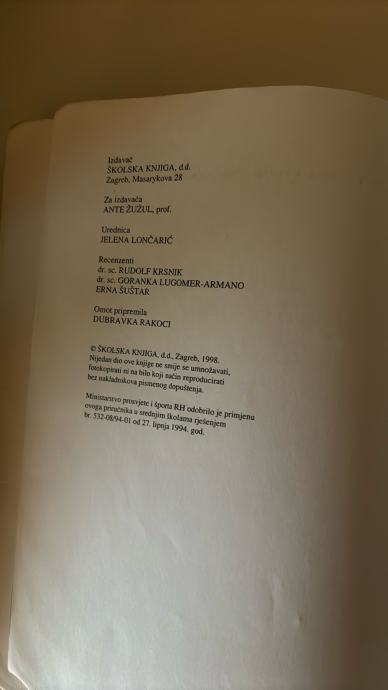 Izdavač
ŠKOLSKA KNJIGA, d.d.
Zagreb, Masarykova 28
Za izdavača
ANTE ŽUŽUL, prof.
Urednica
JELENA LONČARIĆ
Recenzenti
dr. sc. RUDOLF KRSNIK
dr. sc. GORANKA LUGOMER-ARMANO
ERNA ŠUŠTAR
Omot pripremila
DUBRAVKA RAKOCI
© ŠKOLSKA KNJIGA, d.d., Zagreb, 1998.
Nijedan dio ove knjige ne smije se umnožavati,
fotokopirati ni na bilo koji način reproducirati
bez nakladnikova pismenog dopuštenja.
Ministarstvo prosvjete i športa RH odobrilo je primjenu
ovoga priručnika u srednjim školama rješenjem
br. 532-08/94-01 od 27. lipnja 1994. god.